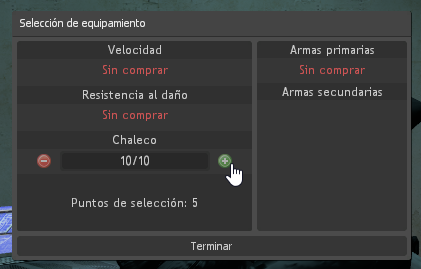 Selección de equipamiento
Velocidad
Sin comprar
Resistencia al daño
Sin comprar
Chaleco
10/10
Puntos de selección: 5
Armas primarias
Sin comprar
Armas secundarias
Terminar